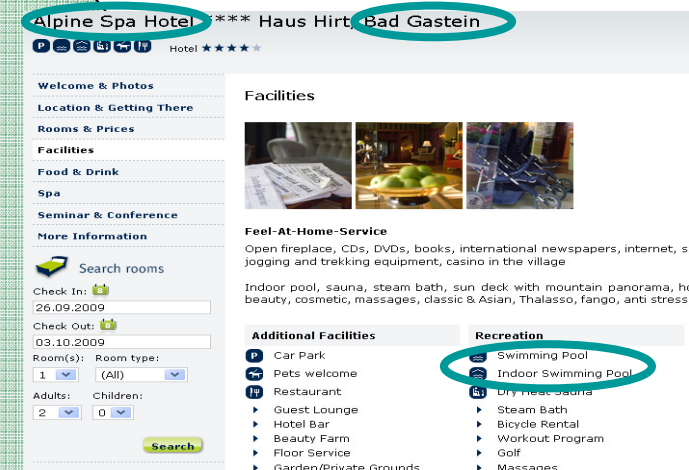 Alpine Spa Hotel **** Haus Hirt, Bad Gastein
Hotel ★★★★★
Welcome & Photos
Location & Getting There
Rooms & Prices
Facilities
Food & Drink
Spa
Seminar & Conference
More Information
Search rooms
Check In:
26.09.2009
Check Out:
03.10.2009
Room(s): Room type:
1 (All)
Adults: Children:
2 0
Search
Facilities
Feel-At-Home-Service
Open fireplace, CDs, DVDs, books, international newspapers, internet, s
jogging and trekking equipment, casino in the village
Indoor pool, sauna, steam bath, sun deck with mountain panorama, h
beauty, cosmetic, massages, classic & Asian, Thalasso, fango, anti stress
Additional Facilities
P Car Park
Pets welcome
Restaurant
Guest Lounge
Hotel Bar
Beauty Farm
Floor Service
Garden/Private Grounds
Recreation
Swimming Pool
Indoor Swimming Pool
Dry Heat Sauna
Steam Bath
Bicycle Rental
Workout Program
Golf
Massages